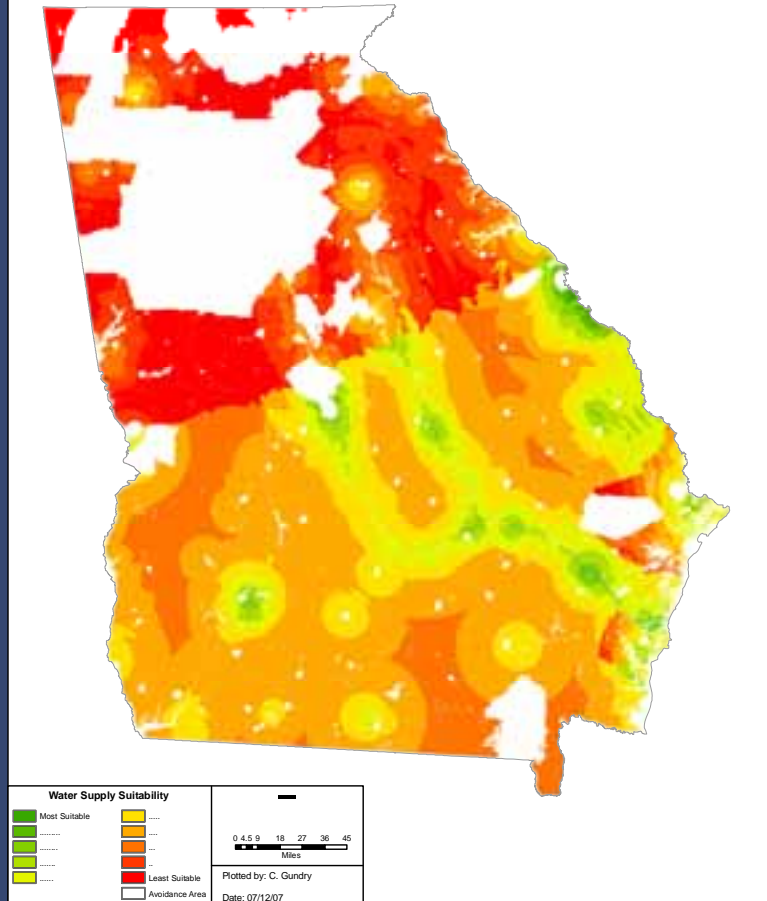 Water Supply Suitability
Most Suitable
.........
........
.......
......
.....
....
...
..
Least Suitable
Avoidance Area
0 4.5 9 18 27 36 45
Miles
Plotted by: C. Gundry
Date: 07/12/07